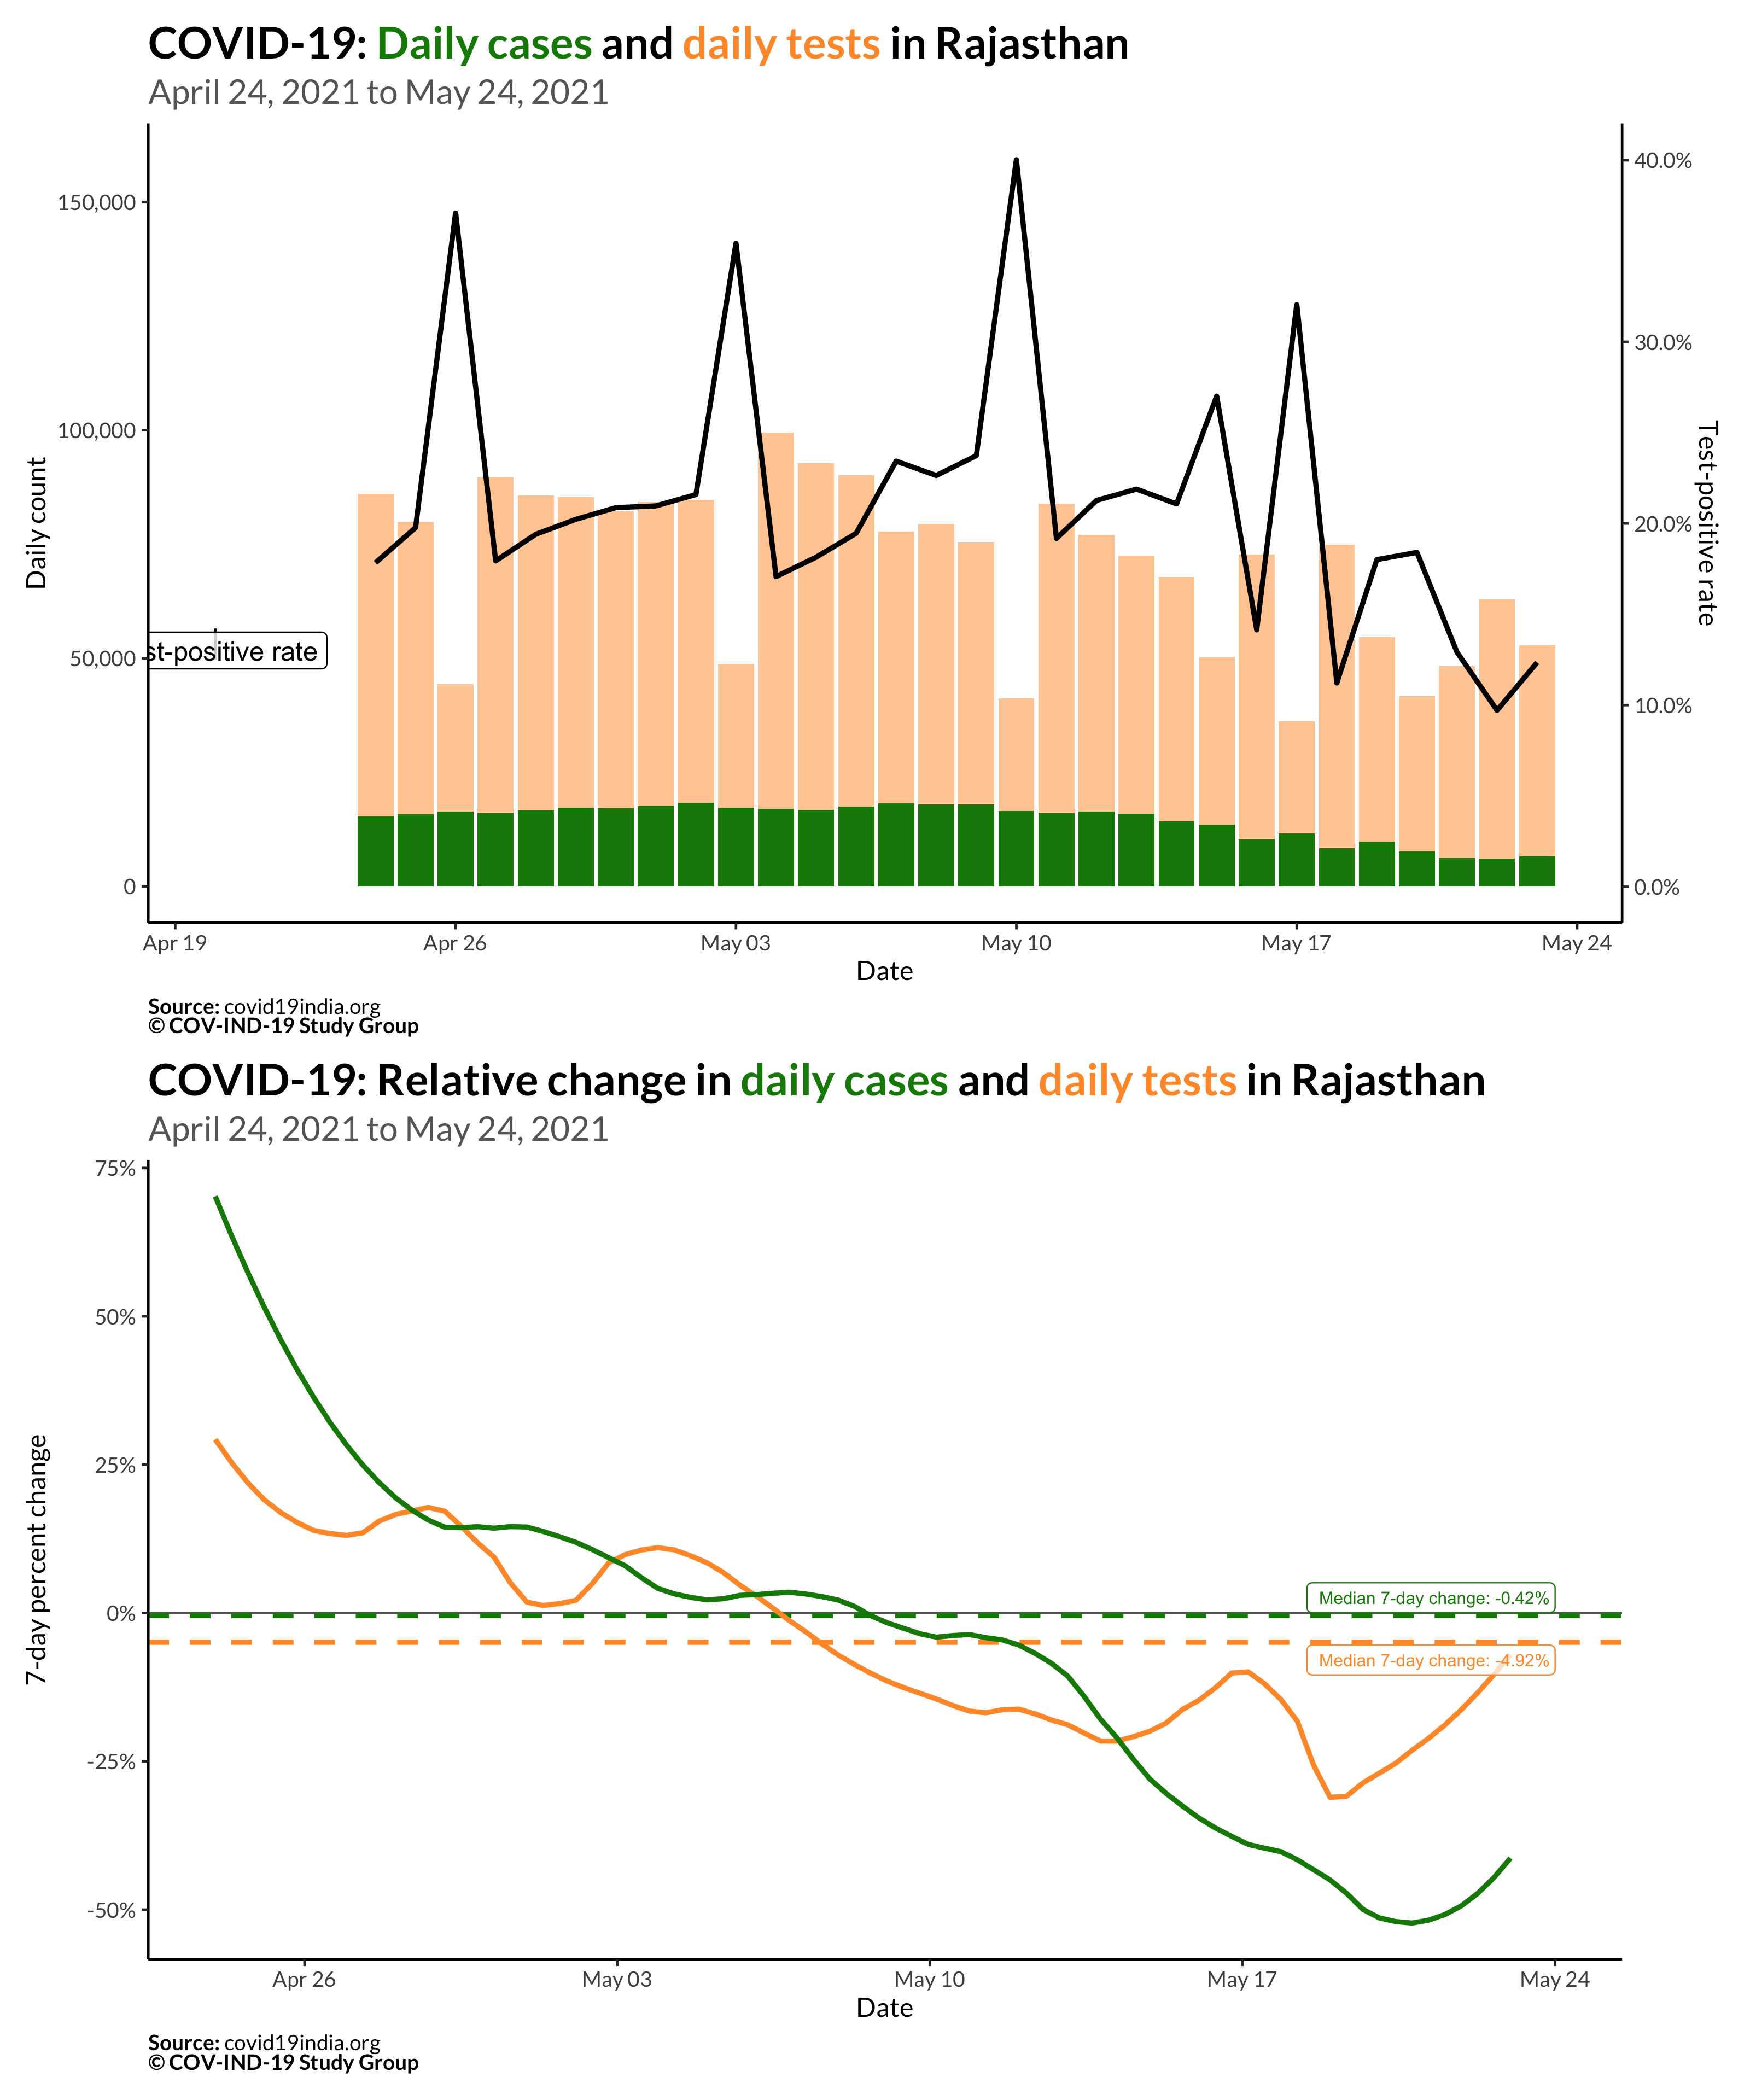 COVID-19: Daily cases and daily tests in Rajasthan
April 24, 2021 to May 24, 2021
150,000
100,000
50,000
0
Daily count
40.0%
30.0%
20.0%
10.0%
0.0%
Test-positive rate
st-positive rate
Apr 19
Apr 26
May 03
May 10
May 17
May 24
Date
Source: covid19india.org
© COV-IND-19 Study Group
COVID-19: Relative change in daily cases and daily tests in Rajasthan
April 24, 2021 to May 24, 2021
75%
50%
25%
0%
-25%
-50%
7-day percent change
Median 7-day change: -0.42%
Median 7-day change: -4.92%
Apr 26
May 03
May 10
May 17
May 24
Date
Source: covid19india.org
© COV-IND-19 Study Group